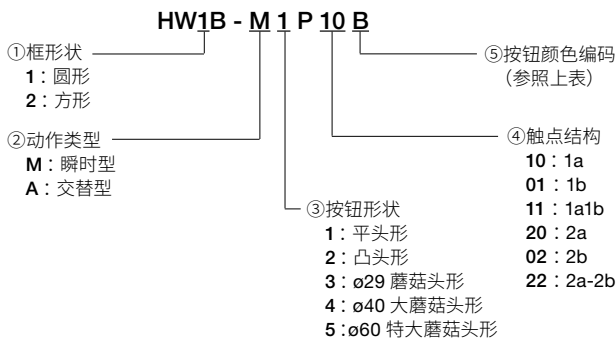 HW1B - M 1 P 10 B
①框形状
1：圆形
2：方形
②动作类型
M：瞬时型
A：交替型
③按钮形状
1：平头形
2：凸头形
3：ø29 蘑菇头形
4：ø40 大蘑菇头形
5：ø60 特大蘑菇头形
④触点结构
10：1a
01：1b
11：1a1b
20：2a
02：2b
22：2a-2b
⑤按钮颜色编码
（参照上表）